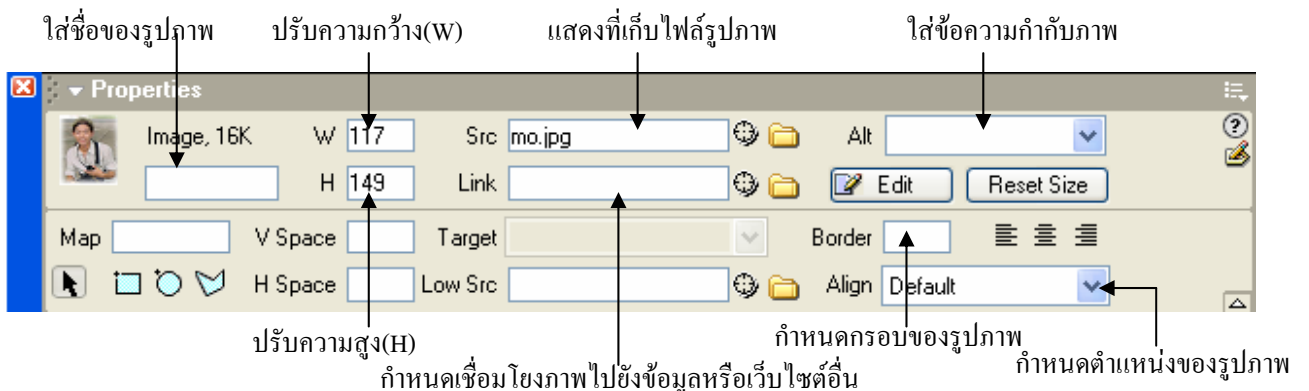 ใส่ชื่อของรูปภาพ ปรับความกว้าง(W) แสดงที่เก็บไฟล์รูปภาพ ใส่ข้อความกำกับภาพ
Properties
Image, 16K W 117 Src mo.jpg Alt
H 149 Link Edit Reset Size
Map V Space Target Border
H Space Low Src Align Default
ปรับความสูง(H) กำหนดกรอบของรูปภาพ กำหนดตำแหน่งของรูปภาพ
กำหนดเชื่อมโยงภาพไปยังข้อมูลหรือเว็บไซต์อื่น